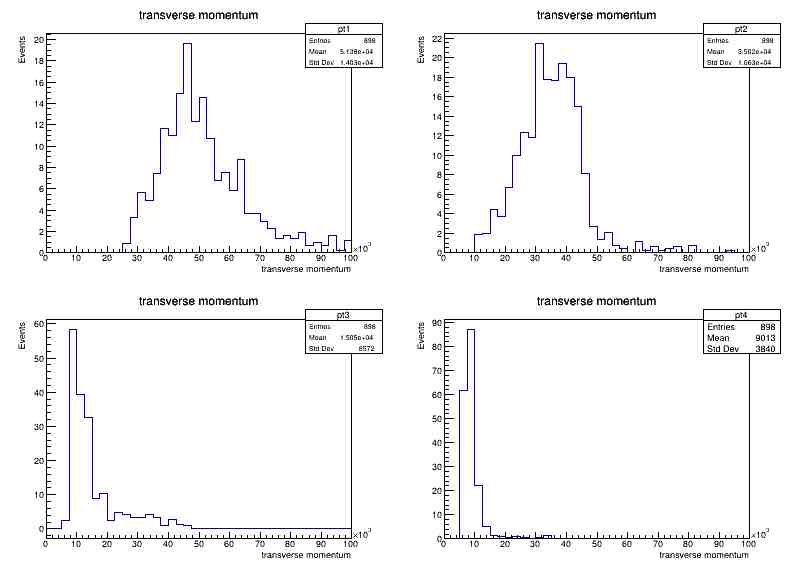 transverse momentum
pt1
Entries 898
Mean 5.139e+04
Std Dev 1.403e+04
Events
20
18
16
14
12
10
8
6
4
2
0
0 10 20 30 40 50 60 70 80 90 100
×10³
transverse momentum
transverse momentum
pt2
Entries 898
Mean 3.502e+04
Std Dev 1.663e+04
Events
22
20
18
16
14
12
10
8
6
4
2
0
0 10 20 30 40 50 60 70 80 90 100
×10³
transverse momentum
transverse momentum
pt3
Entries 898
Mean 1.505e+04
Std Dev 8572
Events
60
50
40
30
20
10
0
0 10 20 30 40 50 60 70 80 90 100
×10³
transverse momentum
transverse momentum
pt4
Entries 898
Mean 9013
Std Dev 3840
Events
90
80
70
60
50
40
30
20
10
0
0 10 20 30 40 50 60 70 80 90 100
×10³
transverse momentum